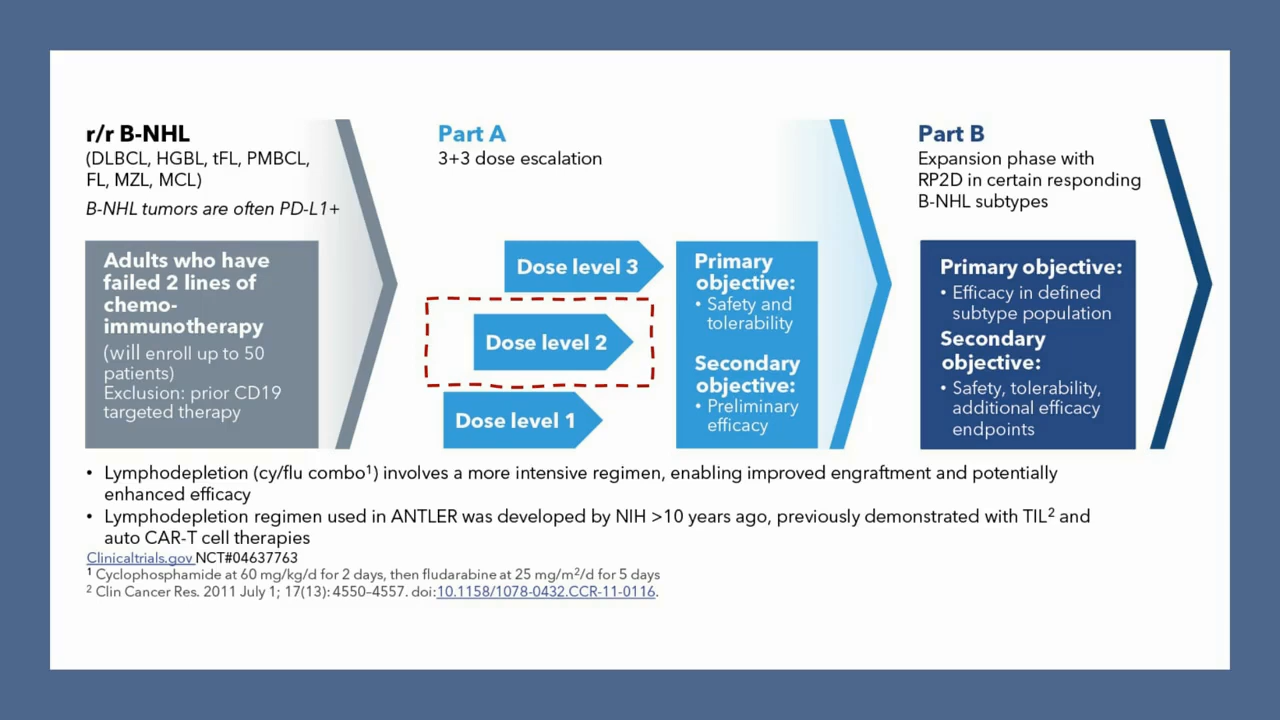 r/r B-NHL
(DLBCL, HGBL, tFL, PMBCL,
FL, MZL, MCL)
B-NHL tumors are often PD-L1+
Adults who have
failed 2 lines of
chemo-
immunotherapy
(will enroll up to 50
patients)
Exclusion: prior CD19
targeted therapy
Part A
3+3 dose escalation
Dose level 3
Dose level 2
Dose level 1
Primary
objective:
• Safety and
tolerability
Secondary
objective:
• Preliminary
efficacy
Part B
Expansion phase with
RP2D in certain responding
B-NHL subtypes
Primary objective:
• Efficacy in defined
subtype population
Secondary
objective:
• Safety, tolerability,
additional efficacy
endpoints
• Lymphodepletion (cy/flu combo¹) involves a more intensive regimen, enabling improved engraftment and potentially
enhanced efficacy
• Lymphodepletion regimen used in ANTLER was developed by NIH >10 years ago, previously demonstrated with TIL² and
auto CAR-T cell therapies
Clinicaltrials.gov NCT#04637763
¹ Cyclophosphamide at 60 mg/kg/d for 2 days, then fludarabine at 25 mg/m²/d for 5 days
² Clin Cancer Res. 2011 July 1; 17(13): 4550–4557. doi:10.1158/1078-0432.CCR-11-0116.